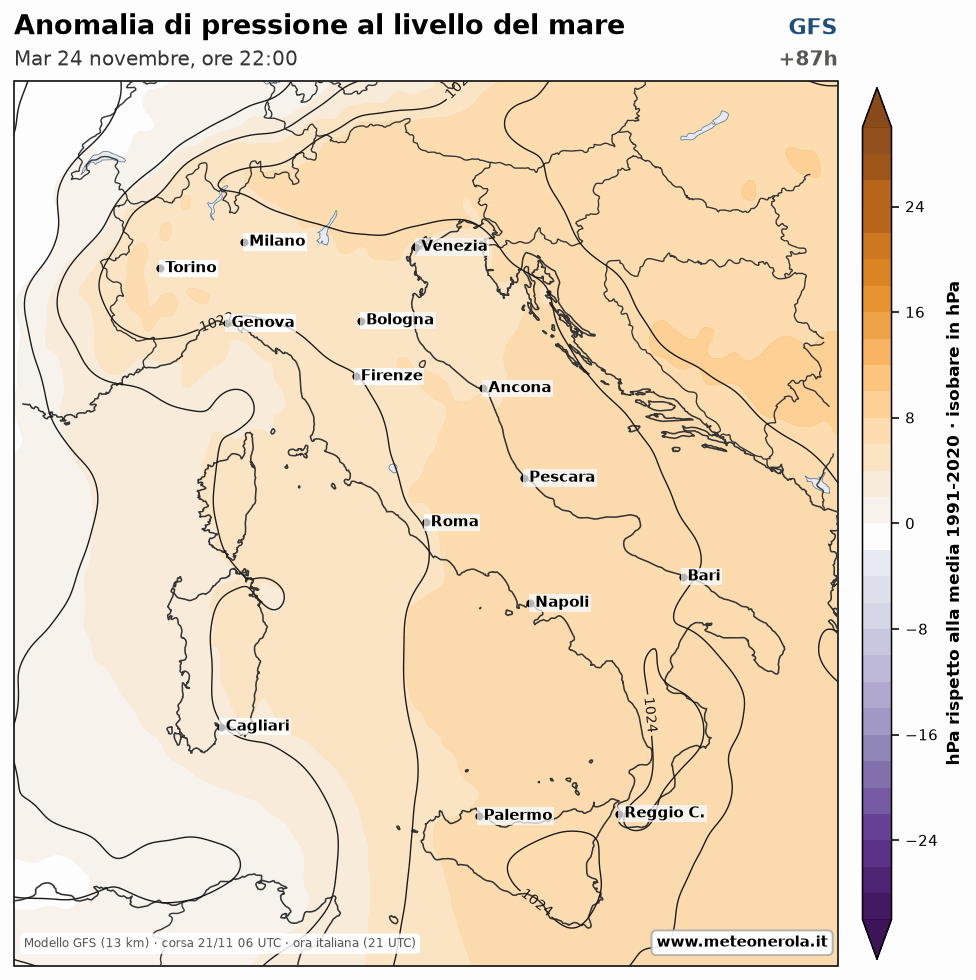 Anomalia di pressione al livello del mare
GFS
Mar 24 novembre, ore 22:00
+87h
Milano
Venezia
Torino
Genova
Bologna
Firenze
Ancona
Pescara
Roma
Bari
Napoli
1024
Cagliari
Palermo
Reggio C.
1024
24
16
8
0
−8
−16
−24
hPa rispetto alla media 1991-2020 · isobare in hPa
Modello GFS (13 km) · corsa 21/11 06 UTC · ora italiana (21 UTC)
www.meteonerola.it